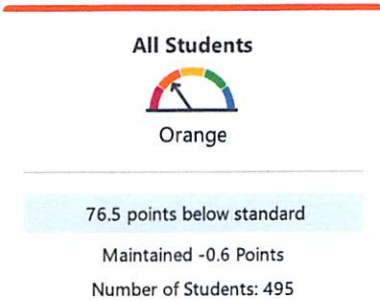 All Students
Orange
76.5 points below standard
Maintained -0.6 Points
Number of Students: 495